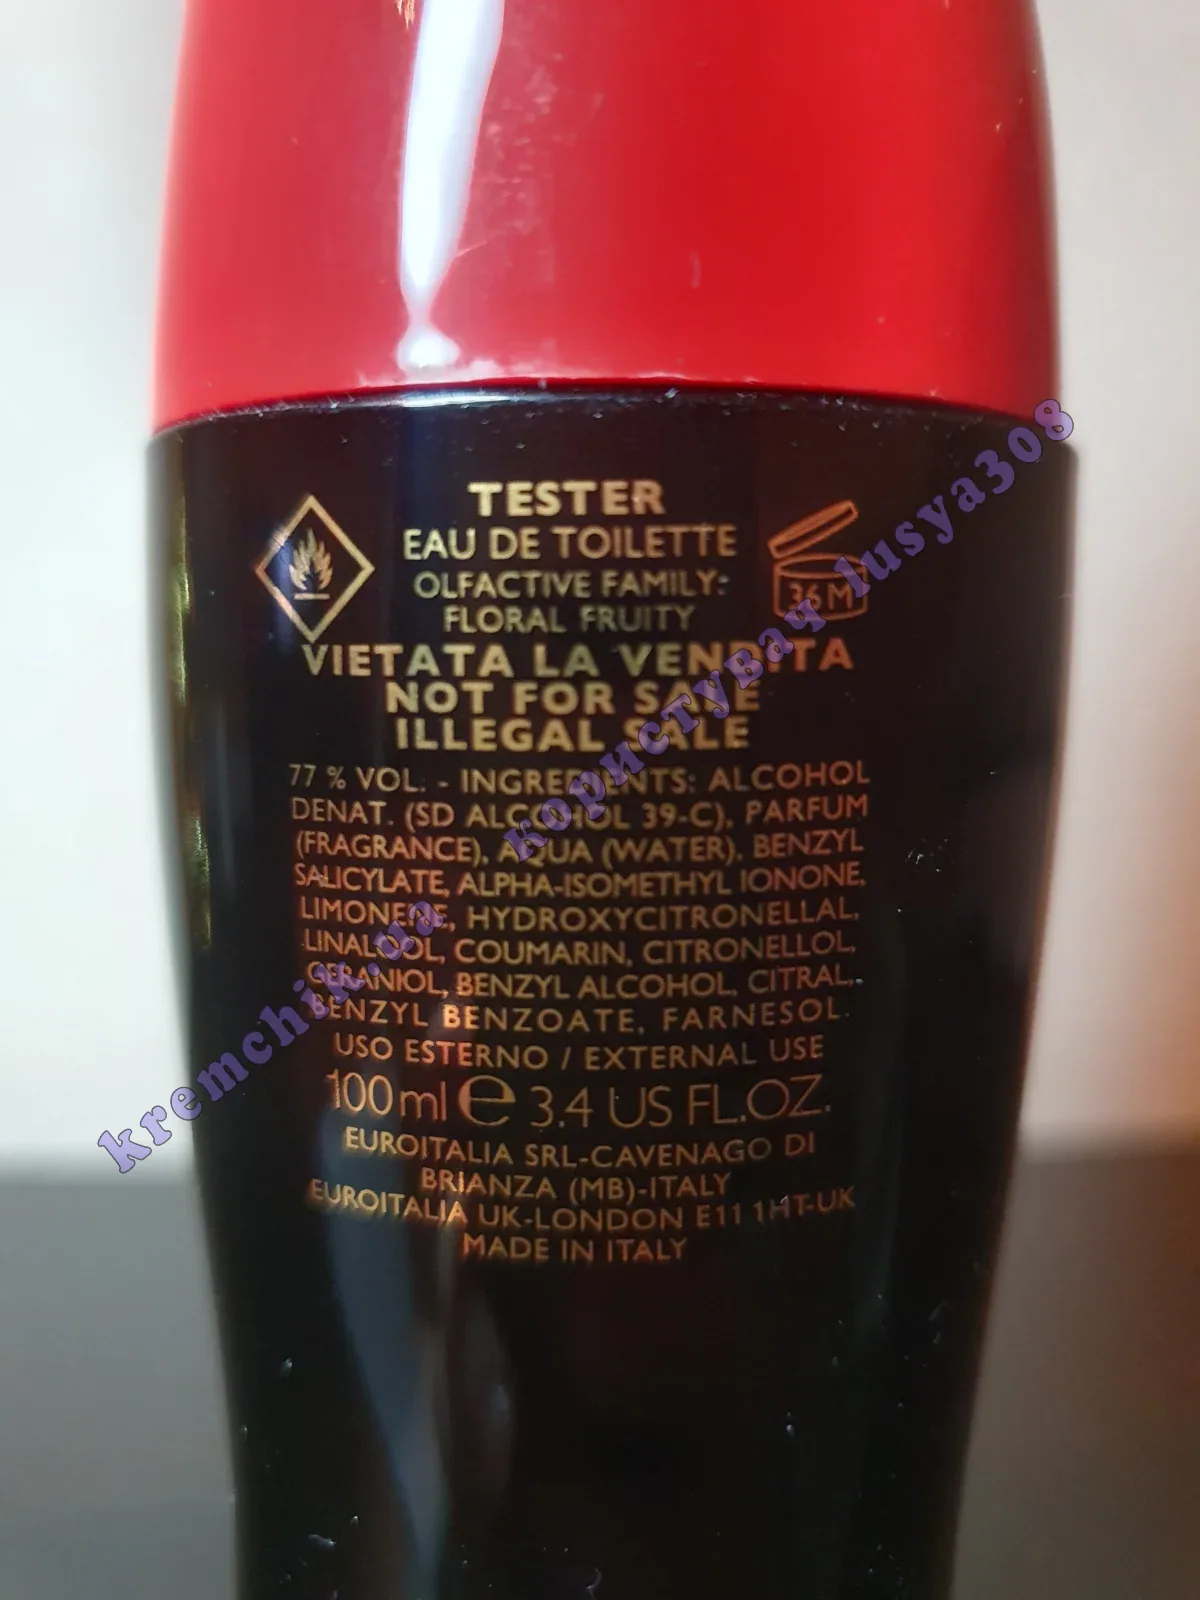 TESTER
EAU DE TOILETTE
OLFACTIVE FAMILY:
FLORAL FRUITY
36M
VIETATA LA VENDITA
NOT FOR SALE
ILLEGAL SALE
77 % VOL. - INGREDIENTS: ALCOHOL
DENAT. (SD ALCOHOL 39-C), PARFUM
(FRAGRANCE), AQUA (WATER), BENZYL
SALICYLATE, ALPHA-ISOMETHYL IONONE,
LIMONENE, HYDROXYCITRONELLAL,
LINALOOL, COUMARIN, CITRONELLOL,
GERANIOL, BENZYL ALCOHOL, CITRAL,
BENZYL BENZOATE, FARNESOL.
USO ESTERNO / EXTERNAL USE
100 ml e 3.4 US FL.OZ.
EUROITALIA SRL-CAVENAGO DI
BRIANZA (MB)-ITALY
EUROITALIA UK-LONDON E11 1HT-UK
MADE IN ITALY
kremchik.ua користувач lusya308